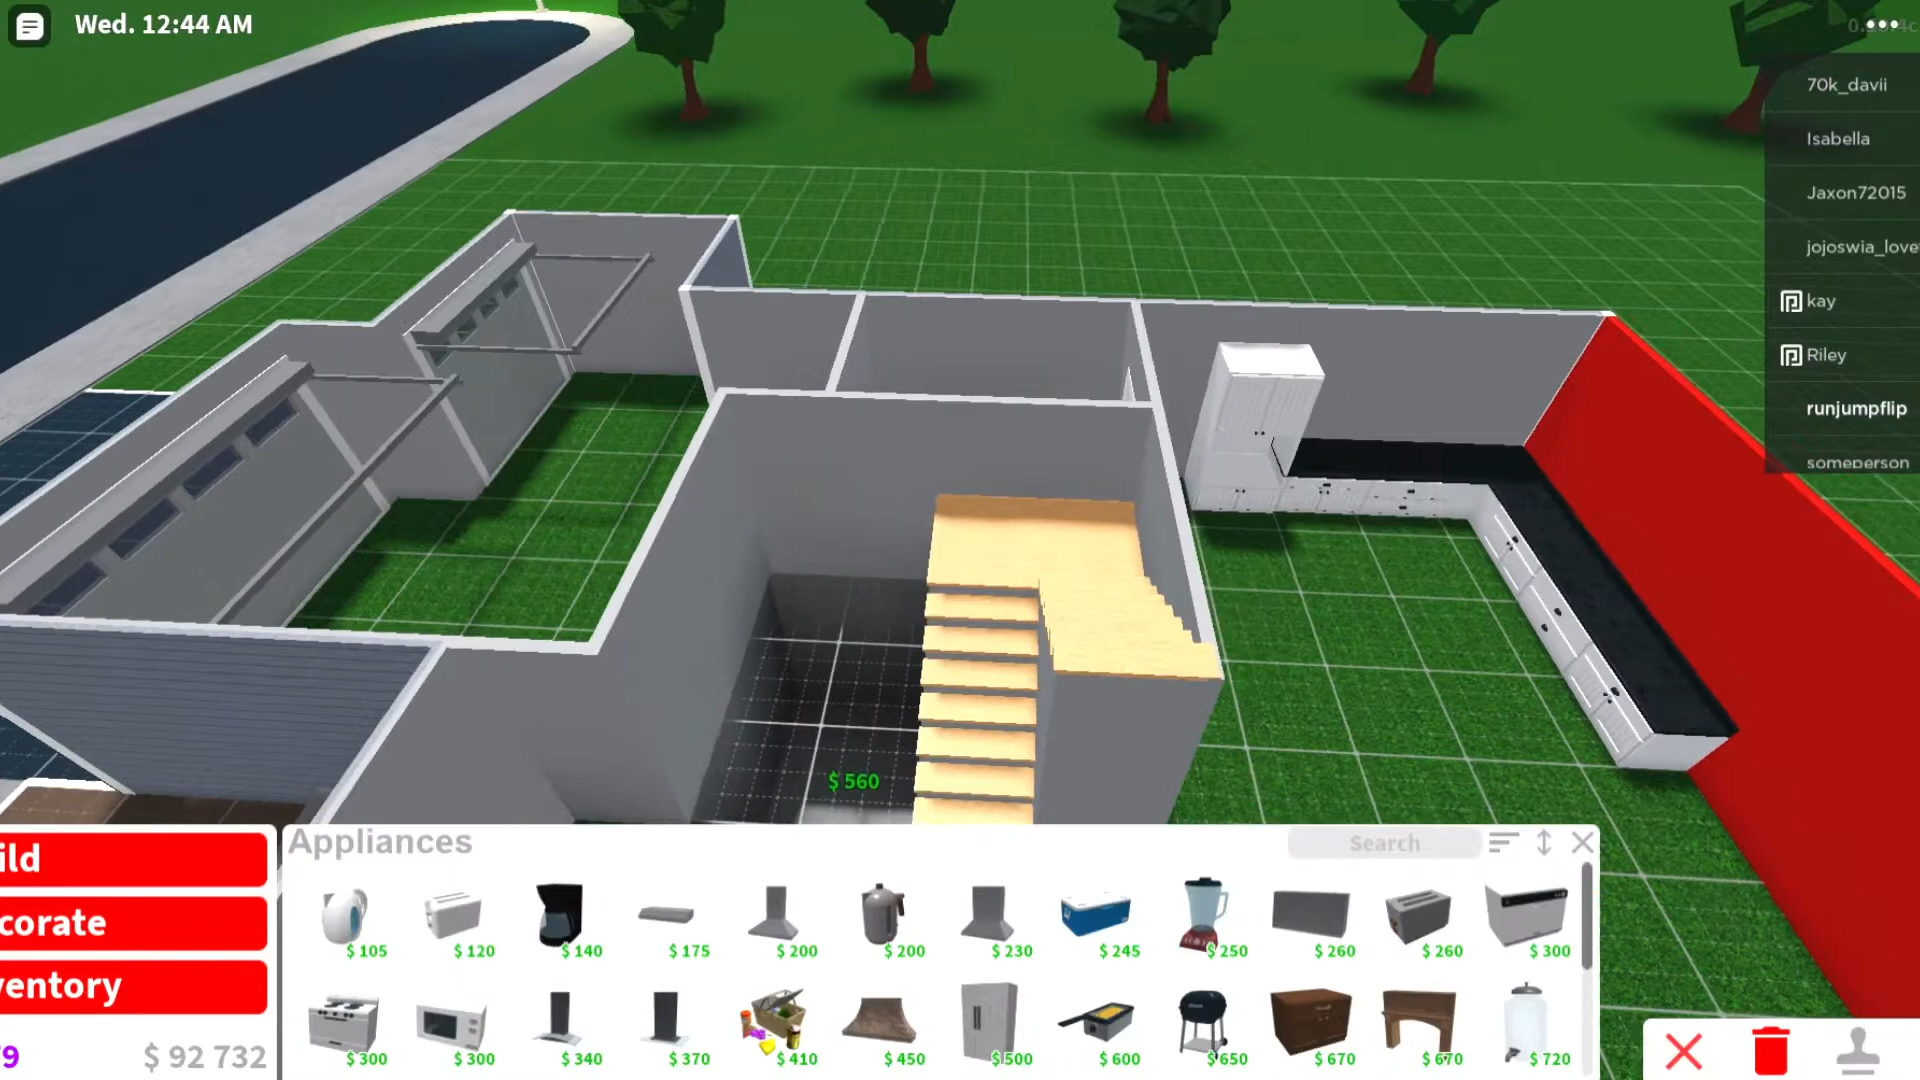 Wed. 12:44 AM
70k_davii
Isabella
Jaxon72015
jojoswia_love
kay
Riley
runjumpflip
someperson
$ 560
ild
corate
ventory
9
$ 92 732
Appliances
Search
$ 105
$ 120
$ 140
$ 175
$ 200
$ 200
$ 230
$ 245
$ 250
$ 260
$ 260
$ 300
$ 300
$ 300
$ 340
$ 370
$ 410
$ 450
$ 500
$ 600
$ 650
$ 670
$ 670
$ 720